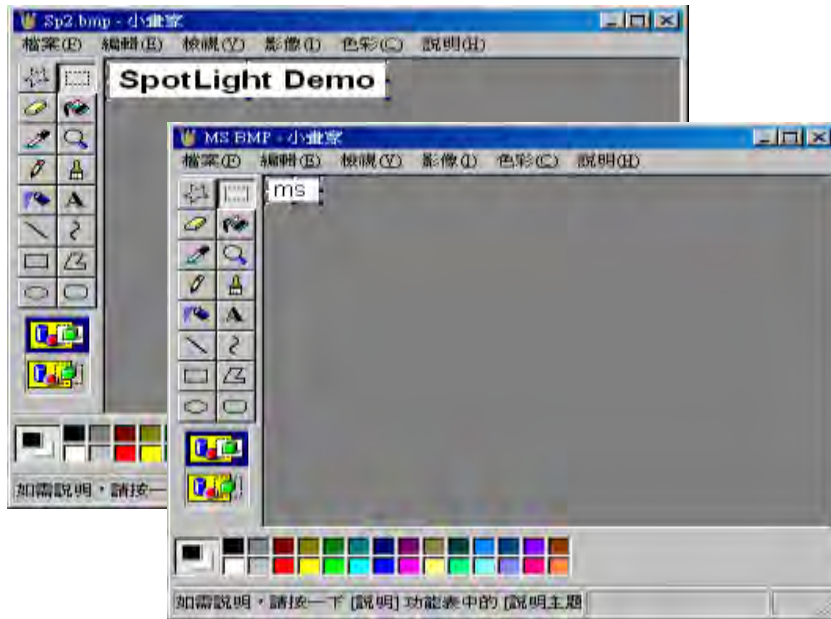 Sp2.bmp - 小畫家
檔案(F) 編輯(E) 檢視(V) 影像(I) 色彩(C) 說明(H)
SpotLight Demo
如需說明，請按一
MS BMP - 小畫家
檔案(F) 編輯(E) 檢視(V) 影像(I) 色彩(C) 說明(H)
ms
如需說明，請按一下 [說明] 功能表中的 [說明主題